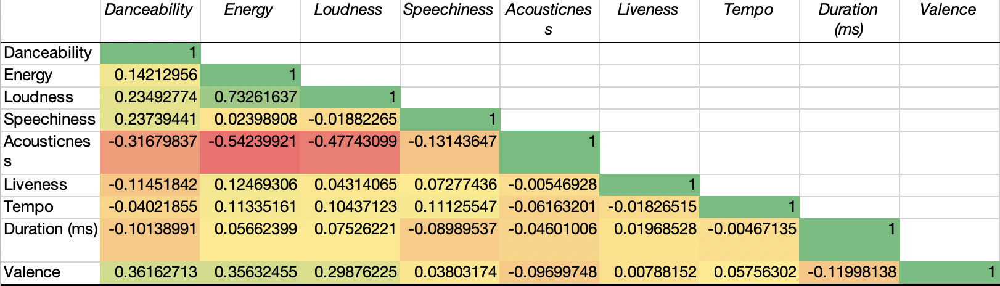 Danceability Energy Loudness Speechiness Acousticnes Liveness Tempo Duration Valence
s (ms)
Danceability 1
Energy 0.14212956 1
Loudness 0.23492774 0.73261637 1
Speechiness 0.23739441 0.02398908 -0.01882265 1
Acousticnes -0.31679837 -0.54239921 -0.47743099 -0.13143647 1
s
Liveness -0.11451842 0.12469306 0.04314065 0.07277436 -0.00546928 1
Tempo -0.04021855 0.11335161 0.10437123 0.11125547 -0.06163201 -0.01826515 1
Duration (ms) -0.10138991 0.05662399 0.07526221 -0.08989537 -0.04601006 0.01968528 -0.00467135 1
Valence 0.36162713 0.35632455 0.29876225 0.03803174 -0.09699748 0.00788152 0.05756302 -0.11998138 1